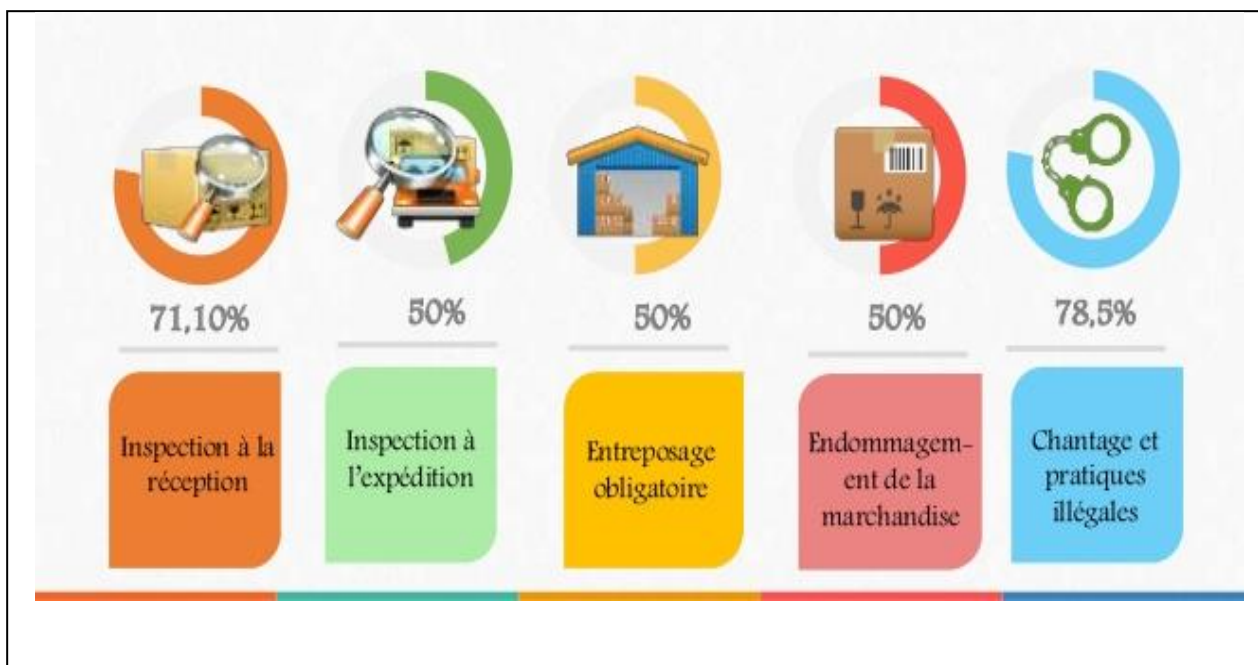 71,10%
50%
50%
50%
78,5%
Inspection à la
réception
Inspection à
l'expédition
Entreposage
obligatoire
Endommagem-
ent de la
marchandise
Chantage et
pratiques
illégales